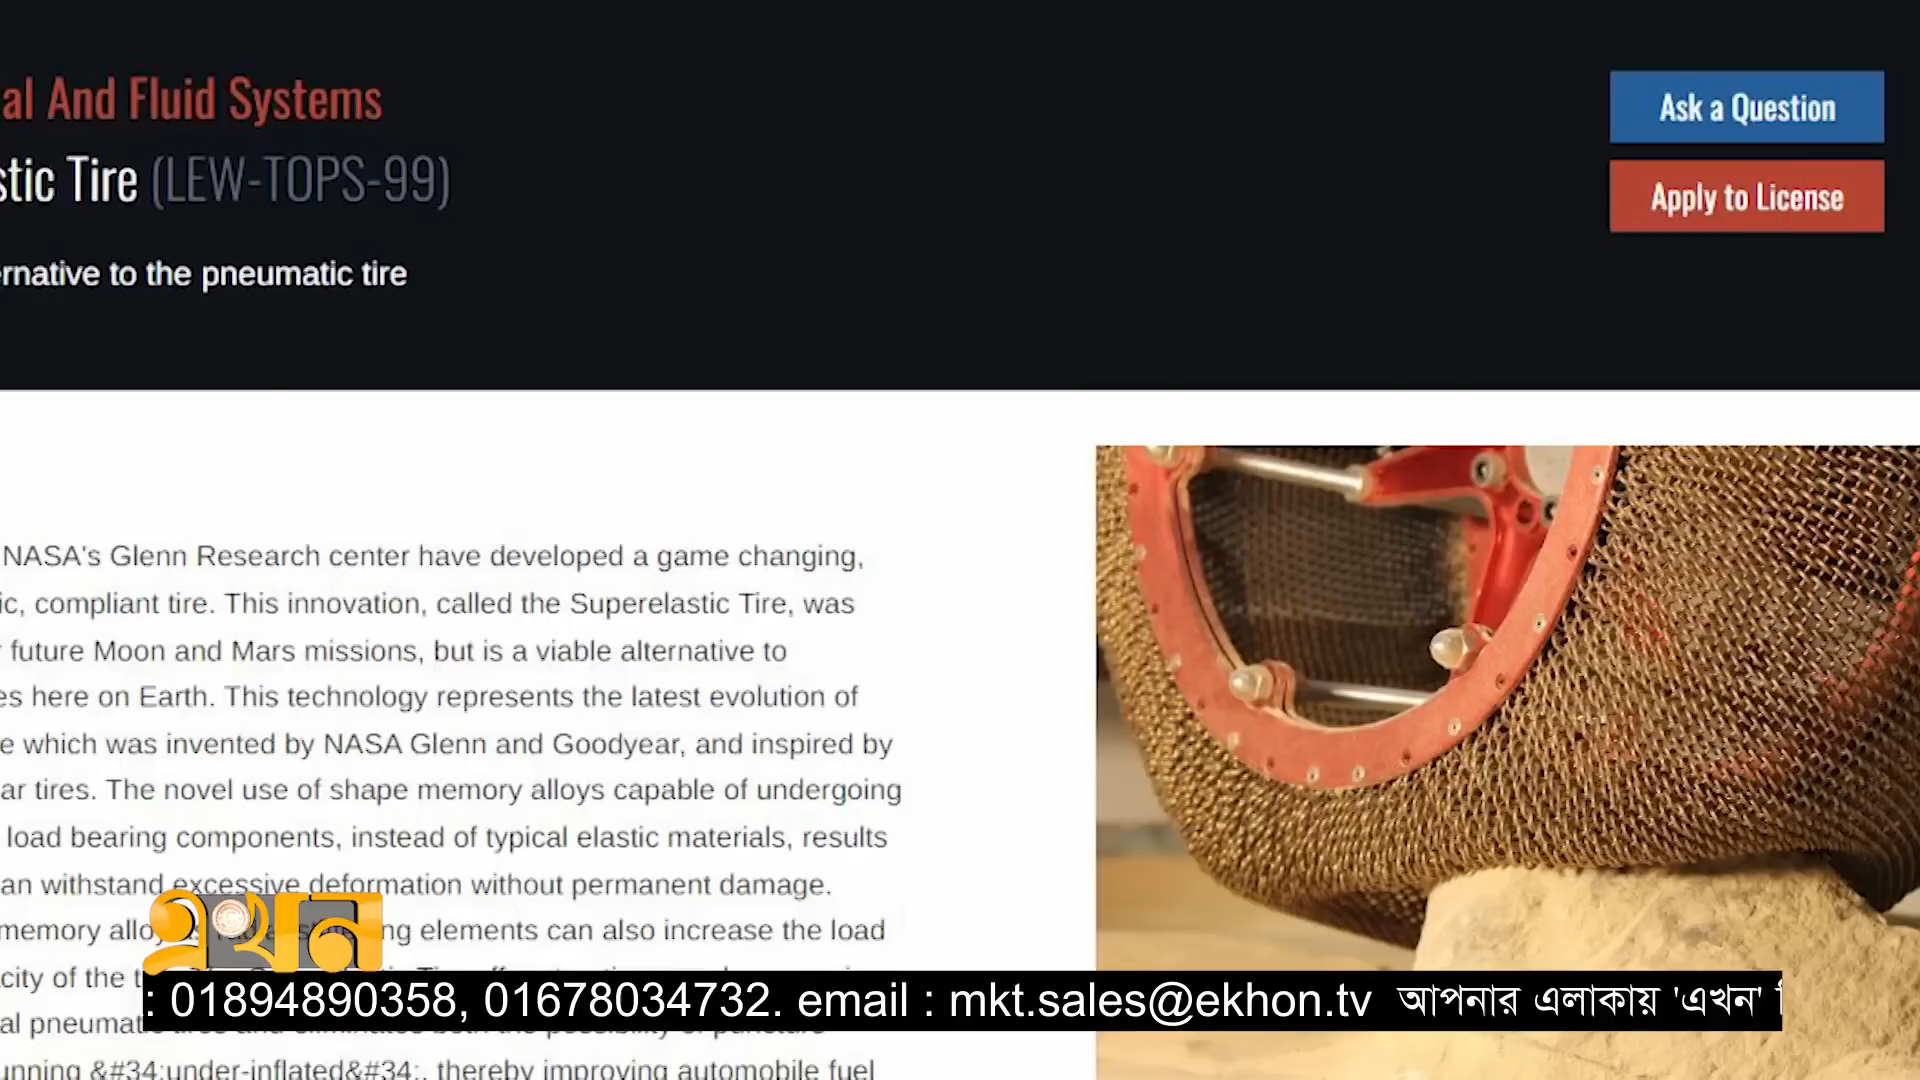 al And Fluid Systems
stic Tire (LEW-TOPS-99)
ernative to the pneumatic tire
Ask a Question
Apply to License
NASA's Glenn Research center have developed a game changing,
ic, compliant tire. This innovation, called the Superelastic Tire, was
future Moon and Mars missions, but is a viable alternative to
es here on Earth. This technology represents the latest evolution of
e which was invented by NASA Glenn and Goodyear, and inspired by
ar tires. The novel use of shape memory alloys capable of undergoing
load bearing components, instead of typical elastic materials, results
an withstand excessive deformation without permanent damage.
memory alloy ng elements can also increase the load
city of the t
al pneumatic tires and eliminates both the possibility of puncture
unning &#34;under-inflated&#34;, thereby improving automobile fuel
এখন
: 01894890358, 01678034732. email : mkt.sales@ekhon.tv আপনার এলাকায় 'এখন'